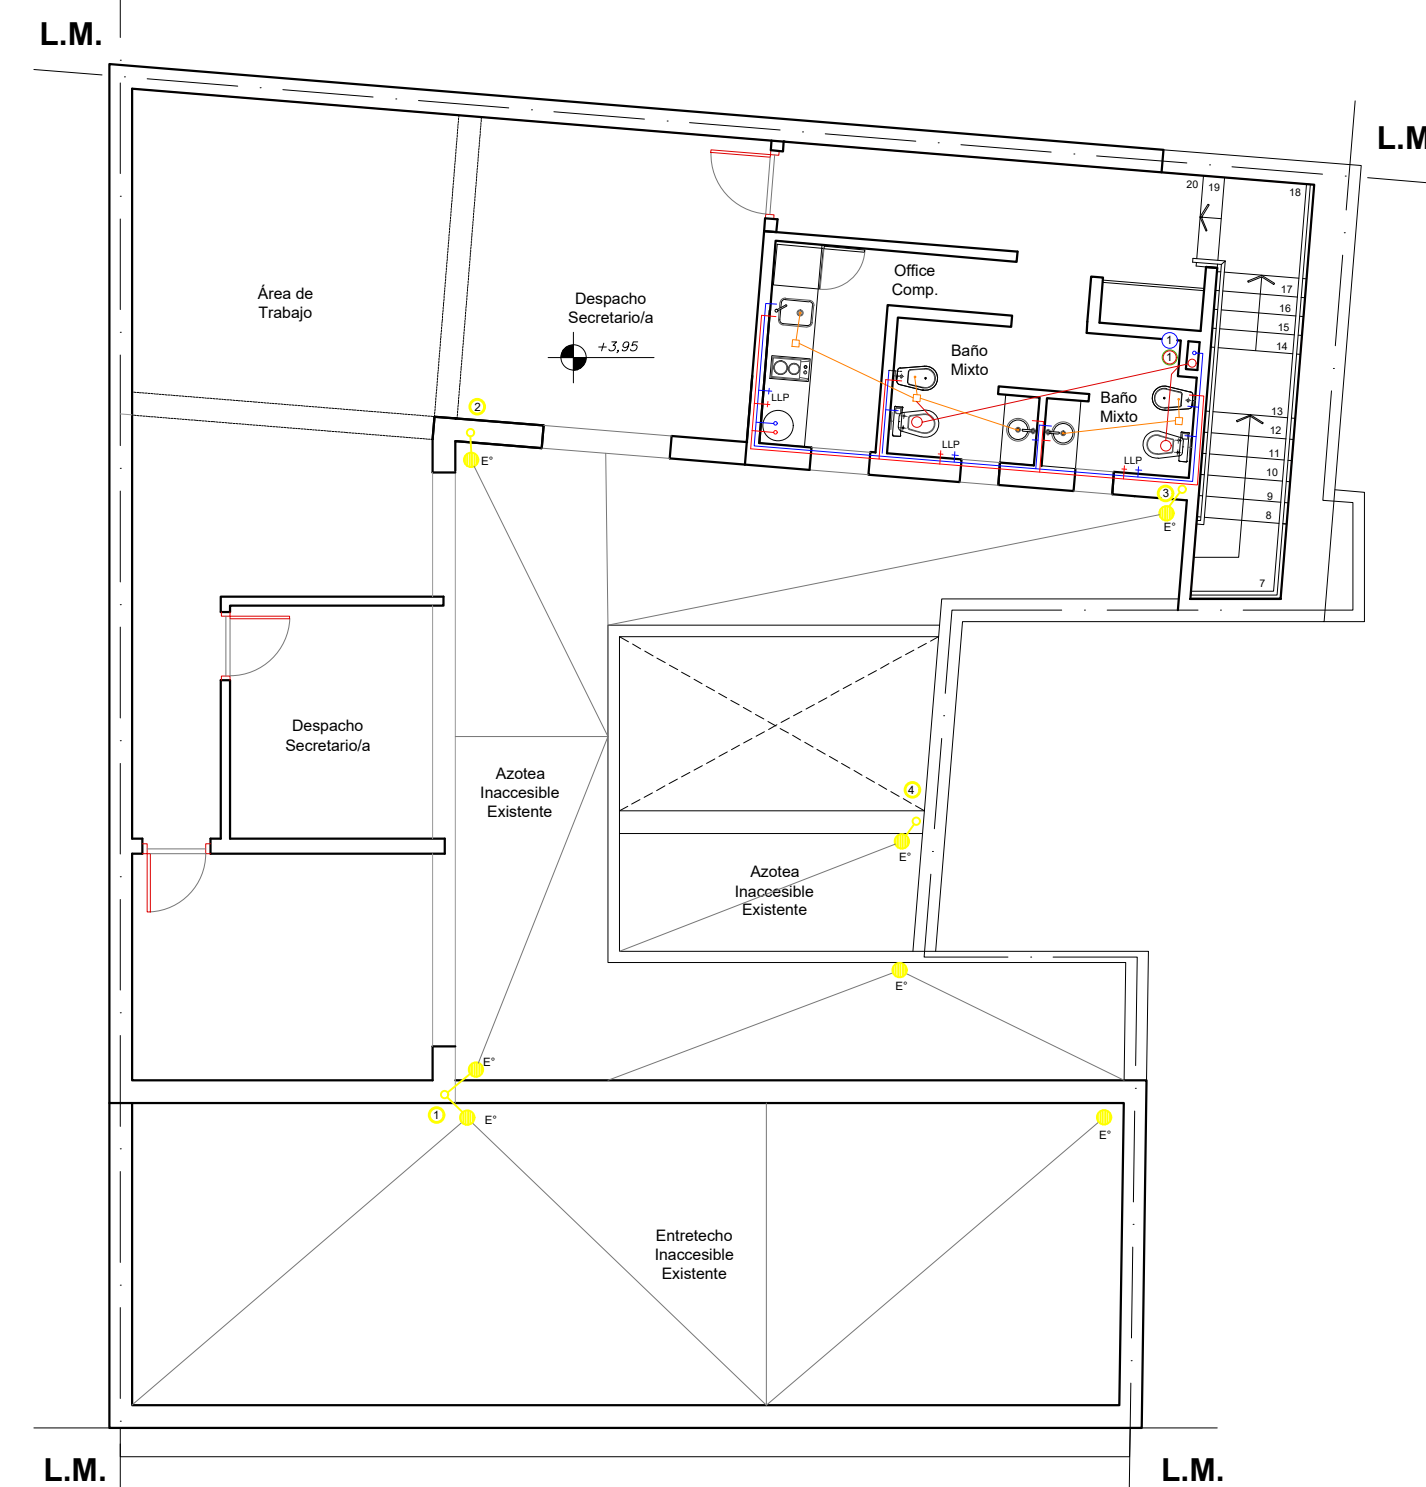 L.M.
L.M
20
19
18
Office
Comp.
Área de
Trabajo
Despacho
Secretario/a
+3,95
17
16
15
14
1
1
Baño
Mixto
Baño
Mixto
LLP
2
13
12
11
10
9
8
7
LLP
LLP
E°
3
E°
Despacho
Secretario/a
Azotea
Inaccesible
Existente
4
E°
Azotea
Inaccesible
Existente
E°
E°
1
E°
E°
Entretecho
Inaccesible
Existente
L.M.
L.M.